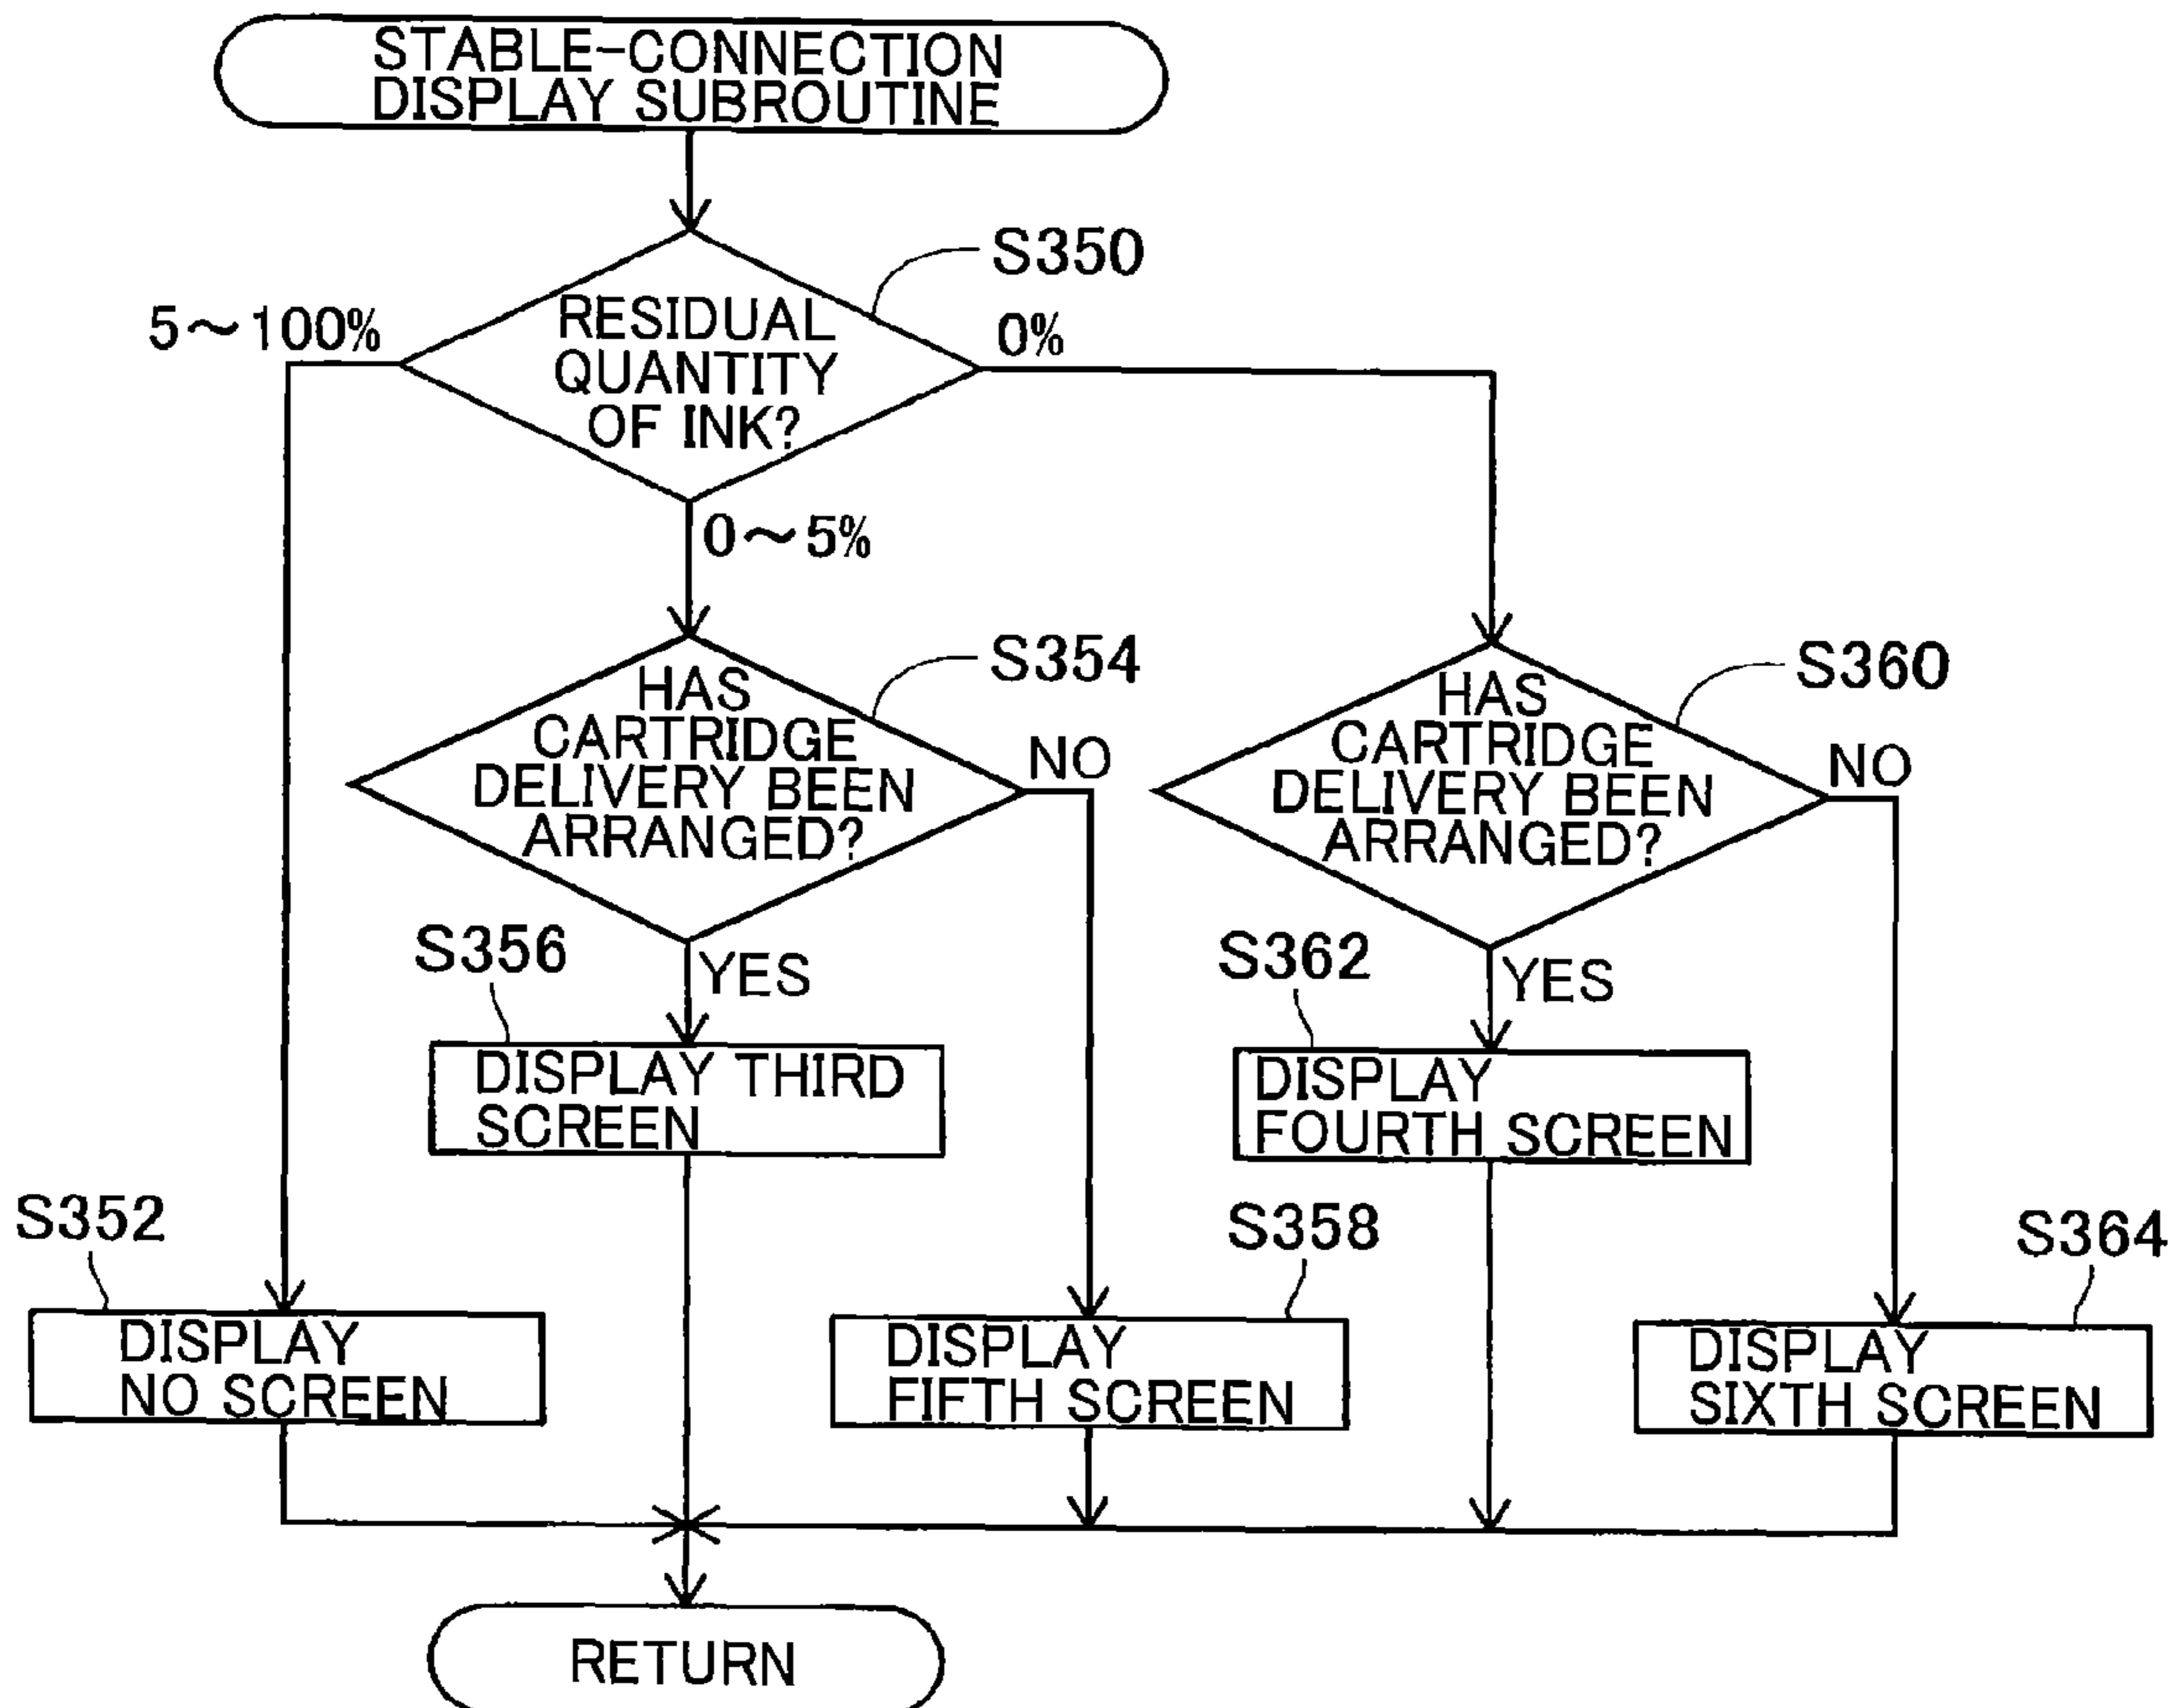 STABLE-CONNECTION
DISPLAY SUBROUTINE
S350
5～100%
RESIDUAL
QUANTITY
OF INK?
0%
0～5%
S354
HAS
CARTRIDGE
DELIVERY BEEN
ARRANGED?
NO
S360
HAS
CARTRIDGE
DELIVERY BEEN
ARRANGED?
NO
S356
YES
S362
YES
DISPLAY THIRD
SCREEN
DISPLAY
FOURTH SCREEN
S352
S358
S364
DISPLAY
NO SCREEN
DISPLAY
FIFTH SCREEN
DISPLAY
SIXTH SCREEN
RETURN